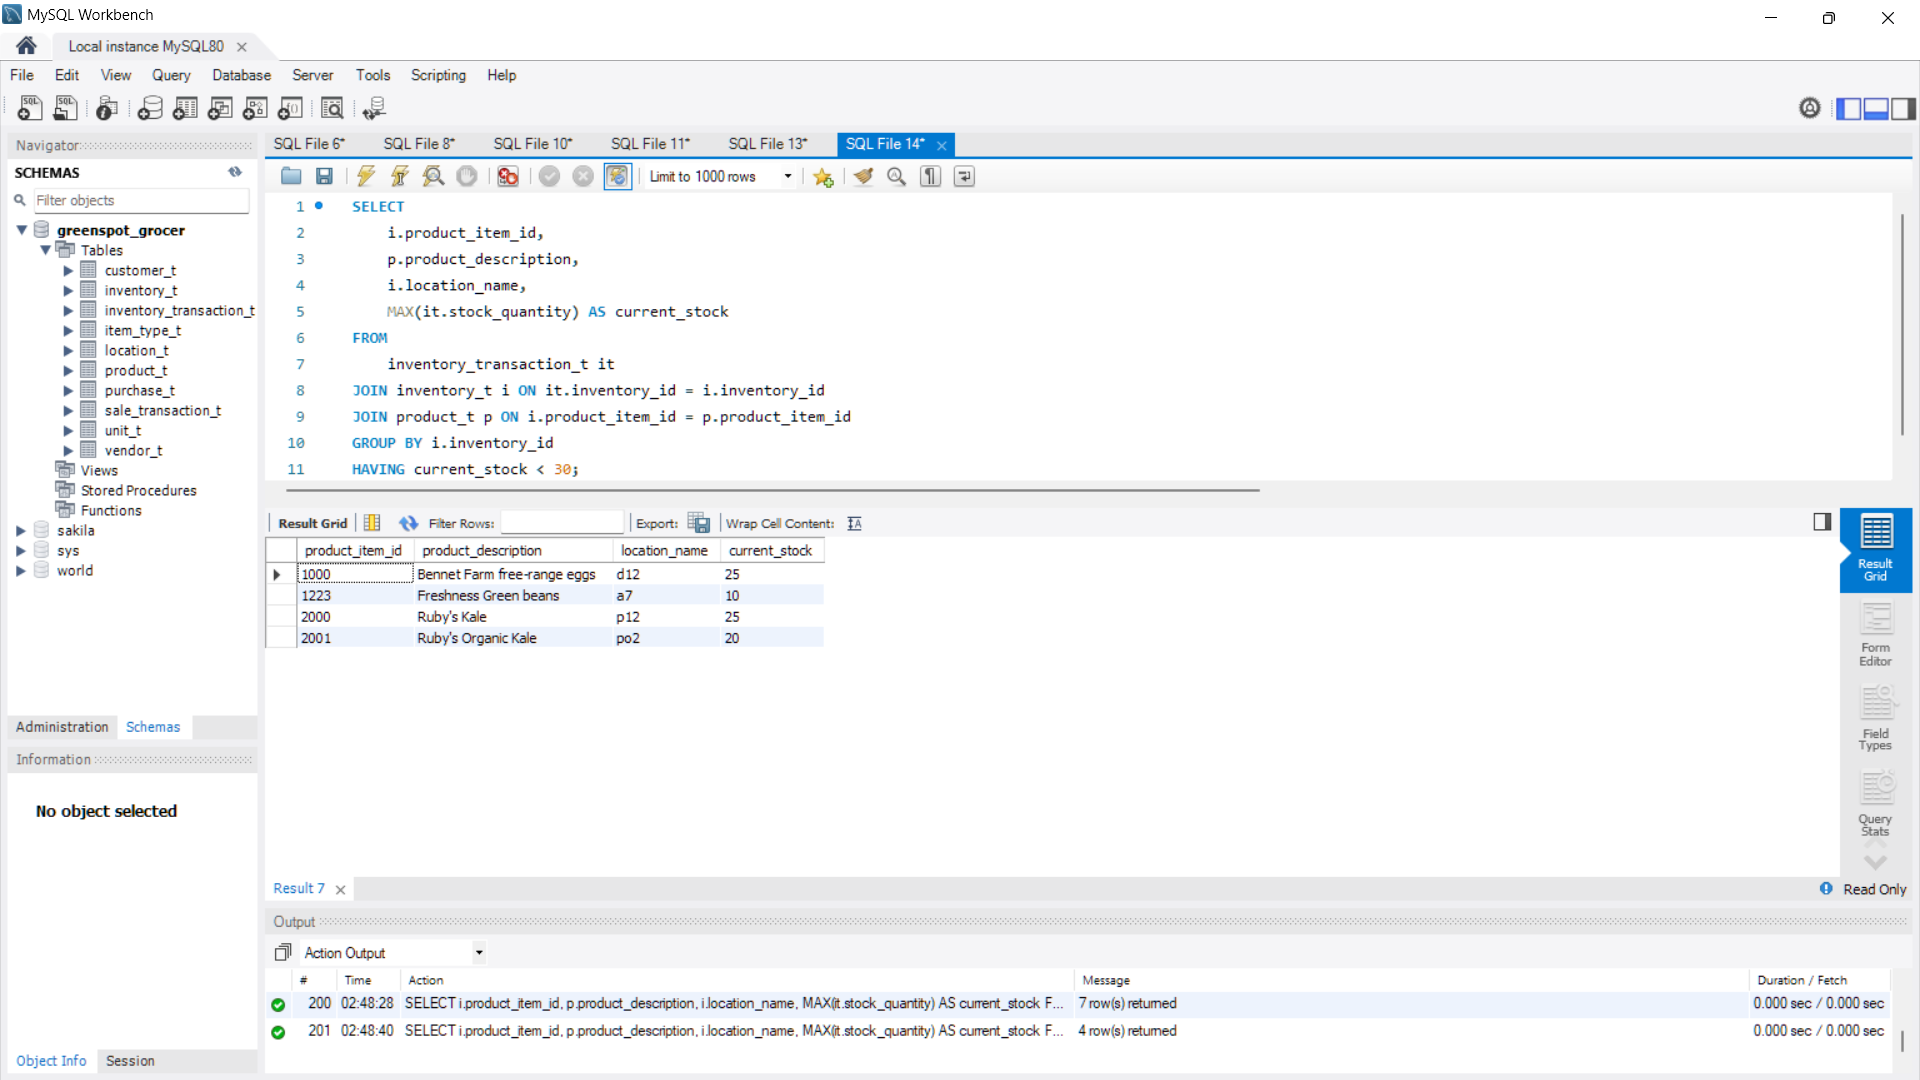 MySQL Workbench
Local instance MySQL80
File Edit View Query Database Server Tools Scripting Help
Navigator
SCHEMAS
Filter objects
greenspot_grocer
Tables
customer_t
inventory_t
inventory_transaction_t
item_type_t
location_t
product_t
purchase_t
sale_transaction_t
unit_t
vendor_t
Views
Stored Procedures
Functions
sakila
sys
world
Administration Schemas
Information
No object selected
Object Info Session
SQL File 6* SQL File 8* SQL File 10* SQL File 11* SQL File 13* SQL File 14*
Limit to 1000 rows
1 SELECT
2 i.product_item_id,
3 p.product_description,
4 i.location_name,
5 MAX(it.stock_quantity) AS current_stock
6 FROM
7 inventory_transaction_t it
8 JOIN inventory_t i ON it.inventory_id = i.inventory_id
9 JOIN product_t p ON i.product_item_id = p.product_item_id
10 GROUP BY i.inventory_id
11 HAVING current_stock < 30;
Result Grid Filter Rows: Export: Wrap Cell Content:
product_item_id product_description location_name current_stock
1000 Bennet Farm free-range eggs d12 25
1223 Freshness Green beans a7 10
2000 Ruby's Kale p12 25
2001 Ruby's Organic Kale po2 20
Result
Grid
Form
Editor
Field
Types
Query
Stats
Result 7
Read Only
Output
Action Output
# Time Action Message Duration / Fetch
200 02:48:28 SELECT i.product_item_id, p.product_description, i.location_name, MAX(it.stock_quantity) AS current_stock F... 7 row(s) returned 0.000 sec / 0.000 sec
201 02:48:40 SELECT i.product_item_id, p.product_description, i.location_name, MAX(it.stock_quantity) AS current_stock F... 4 row(s) returned 0.000 sec / 0.000 sec